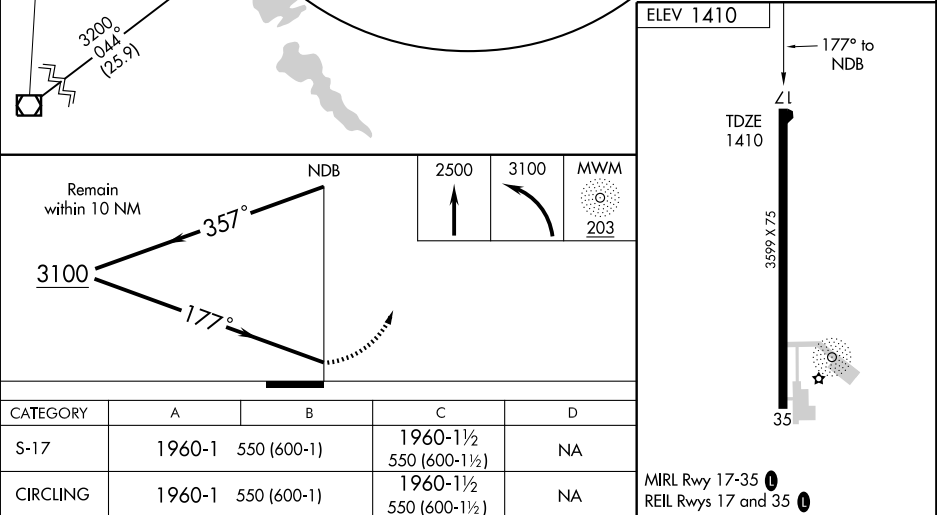 3200
044°
(25.9)
Remain
within 10 NM
NDB
357°
3100
177°
2500
3100
MWM
203
CATEGORY A B C D
S-17 1960-1 550 (600-1) 1960-1½ 550 (600-1½) NA
CIRCLING 1960-1 550 (600-1) 1960-1½ 550 (600-1½) NA
ELEV 1410
177° to
NDB
17
TDZE
1410
3599 X 75
35
MIRL Rwy 17-35 L
REIL Rwys 17 and 35 L